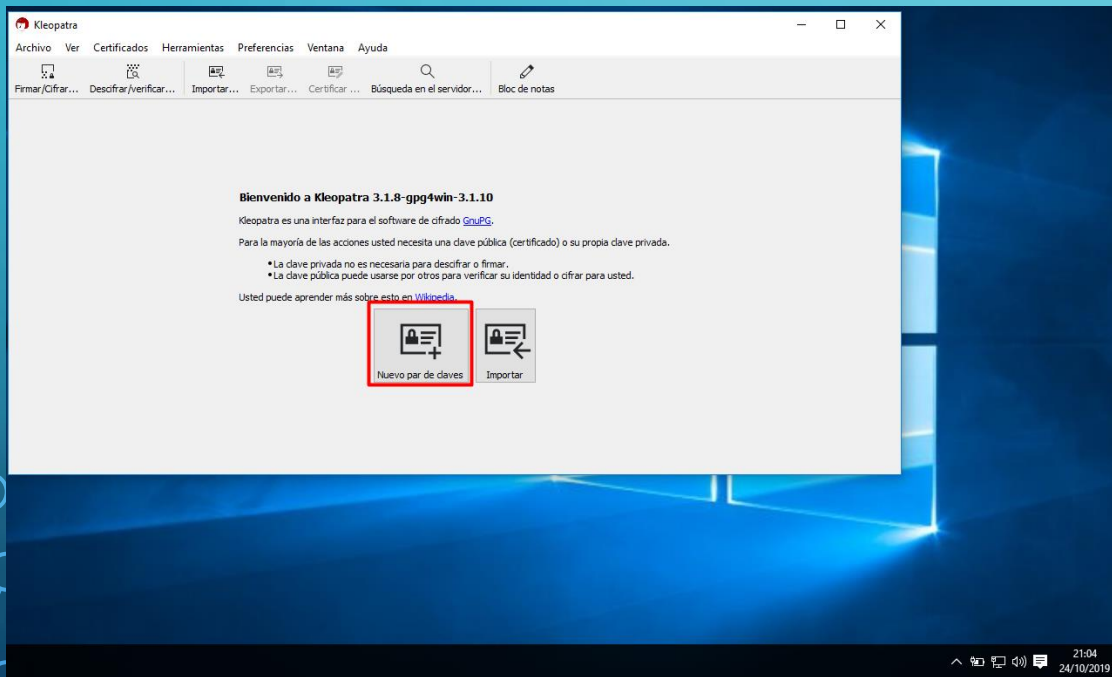 Kleopatra
Archivo Ver Certificados Herramientas Preferencias Ventana Ayuda
Firmar/Cifrar... Descifrar/verificar... Importar... Exportar... Certificar ... Búsqueda en el servidor... Bloc de notas
Bienvenido a Kleopatra 3.1.8-gpg4win-3.1.10
Kleopatra es una interfaz para el software de cifrado GnuPG.
Para la mayoría de las acciones usted necesita una clave pública (certificado) o su propia clave privada.
•La clave privada no es necesaria para descifrar o firmar.
•La clave pública puede usarse por otros para verificar su identidad o cifrar para usted.
Usted puede aprender más sobre esto en Wikipedia.
Nuevo par de claves Importar
21:04
24/10/2019